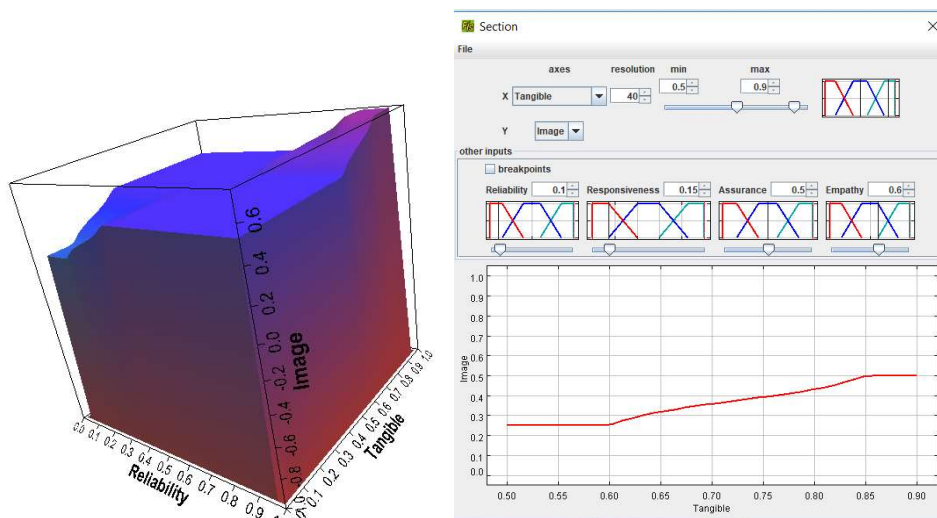 0.6
0.4
0.2
0.0
-0.2
-0.4
-0.6
-0.8
Image
0.0 0.1 0.2 0.3 0.4 0.5 0.6 0.7 0.8 0.9
Reliability
0.1 0.2 0.3 0.4 0.5 0.6 0.7 0.8 0.9 1.0
Tangible
Section
File
axes resolution min max
X Tangible 40 0.5 0.9
Y Image
other inputs
breakpoints
Reliability 0.1 Responsiveness 0.15 Assurance 0.5 Empathy 0.6
1.0
0.9
0.8
0.7
0.6
0.5
0.4
0.3
0.2
0.1
0.0
Image
0.50 0.55 0.60 0.65 0.70 0.75 0.80 0.85 0.90
Tangible